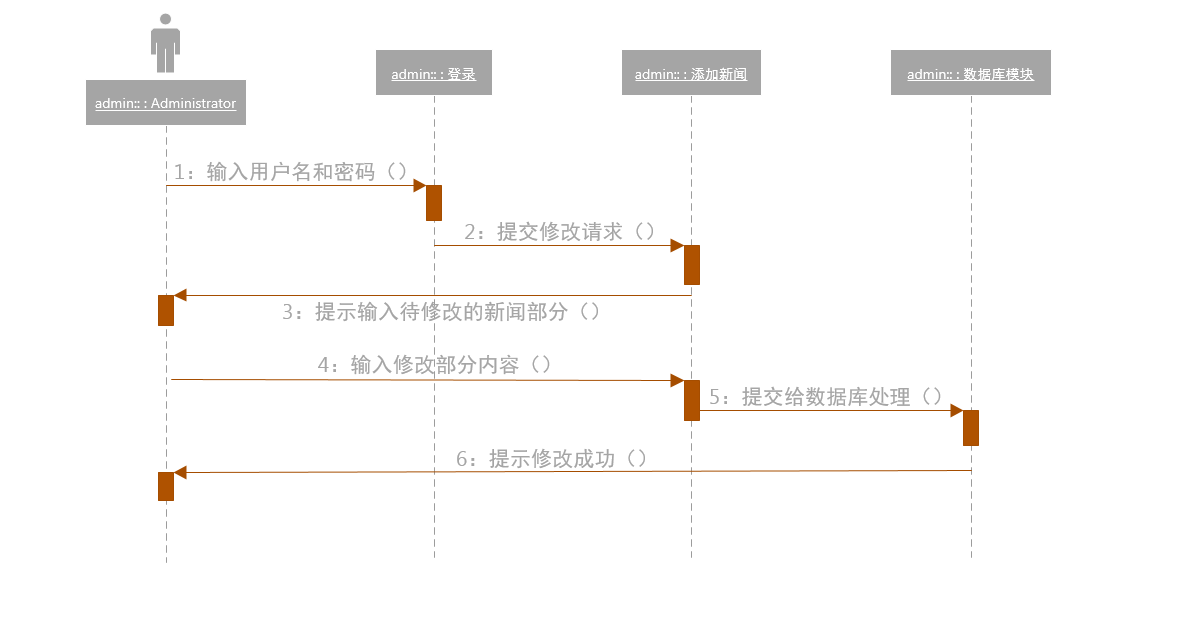 admin:: : Administrator
admin:: : 登录
admin:: : 添加新闻
admin:: : 数据库模块
1: 输入用户名和密码（）
2: 提交修改请求（）
3: 提示输入待修改的新闻部分（）
4: 输入修改部分内容（）
5: 提交给数据库处理（）
6: 提示修改成功（）